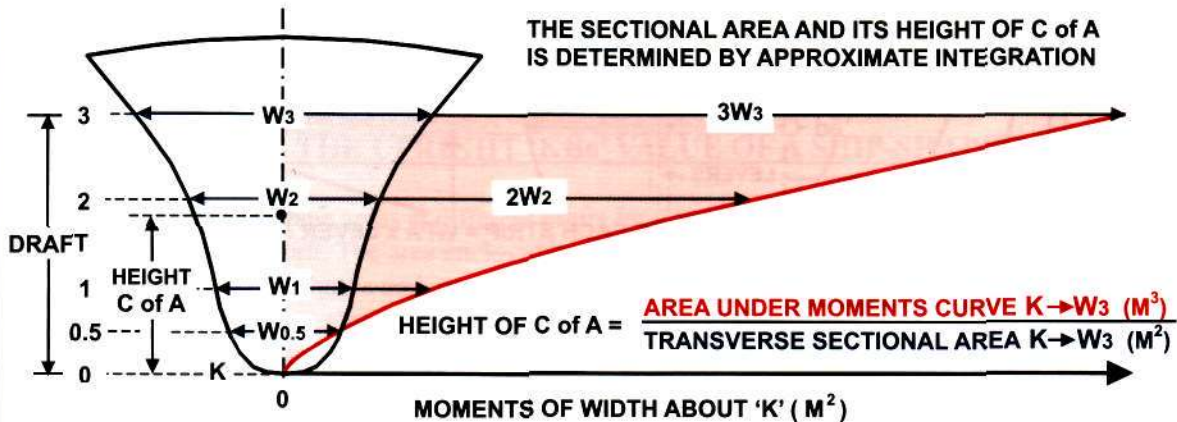 THE SECTIONAL AREA AND ITS HEIGHT OF C of A
IS DETERMINED BY APPROXIMATE INTEGRATION
3
W3
3W3
2
W2
2W2
DRAFT
HEIGHT
C of A
1
W1
0.5
W0.5
HEIGHT OF C of A = AREA UNDER MOMENTS CURVE K→W3 (M³)
TRANSVERSE SECTIONAL AREA K→W3 (M²)
0
K
0
MOMENTS OF WIDTH ABOUT 'K' ( M²)